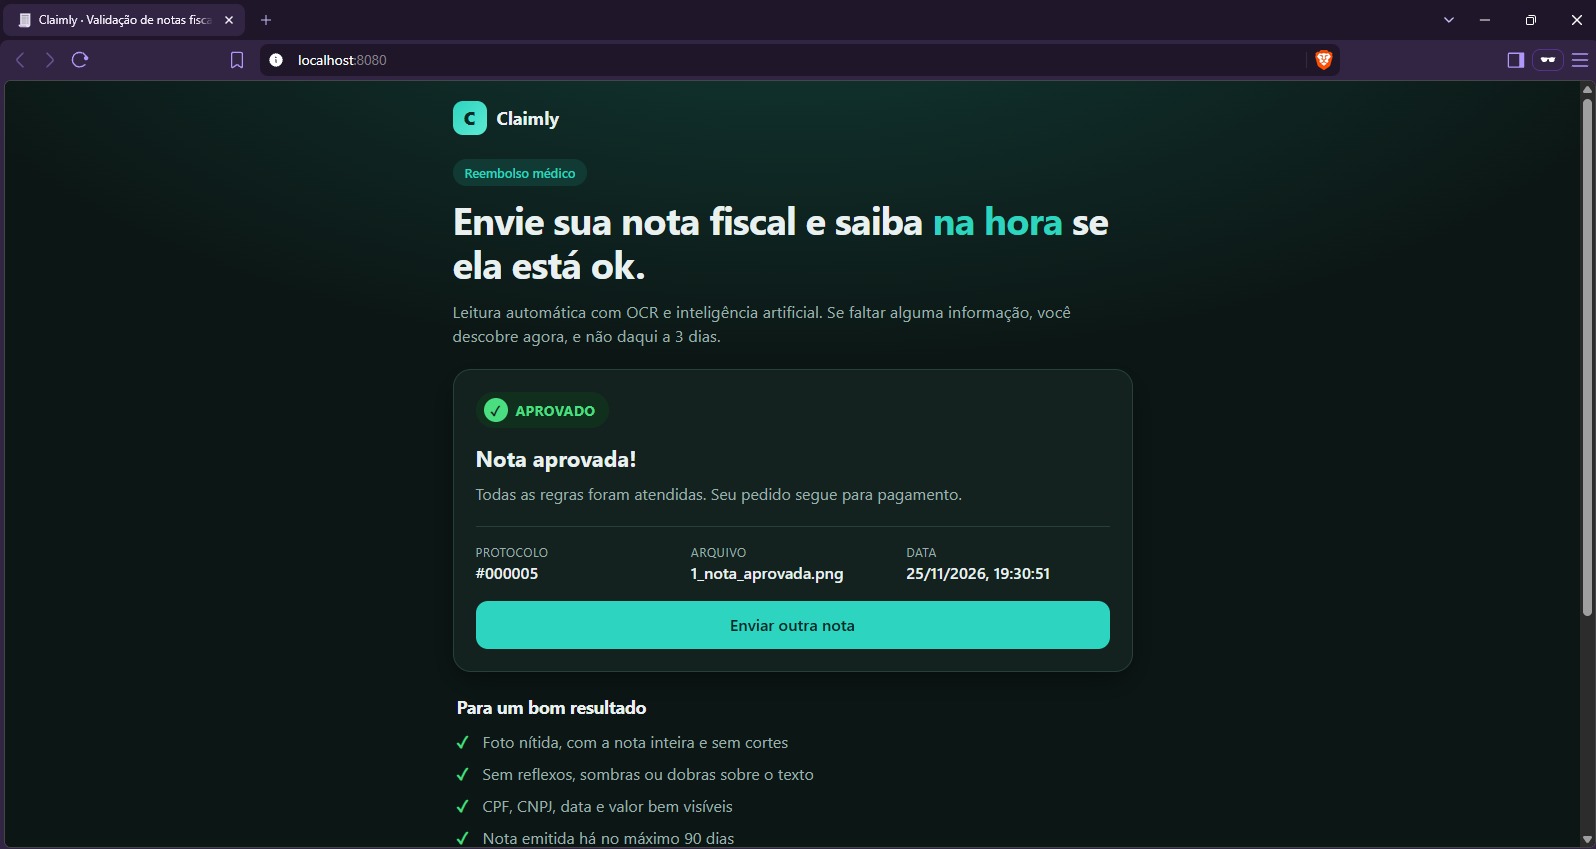 Claimly · Validação de notas fisca
localhost:8080
C Claimly
Reembolso médico
Envie sua nota fiscal e saiba na hora se
ela está ok.
Leitura automática com OCR e inteligência artificial. Se faltar alguma informação, você
descobre agora, e não daqui a 3 dias.
✓ APROVADO
Nota aprovada!
Todas as regras foram atendidas. Seu pedido segue para pagamento.
PROTOCOLO ARQUIVO DATA
#000005 1_nota_aprovada.png 25/11/2026, 19:30:51
Enviar outra nota
Para um bom resultado
✓ Foto nítida, com a nota inteira e sem cortes
✓ Sem reflexos, sombras ou dobras sobre o texto
✓ CPF, CNPJ, data e valor bem visíveis
✓ Nota emitida há no máximo 90 dias